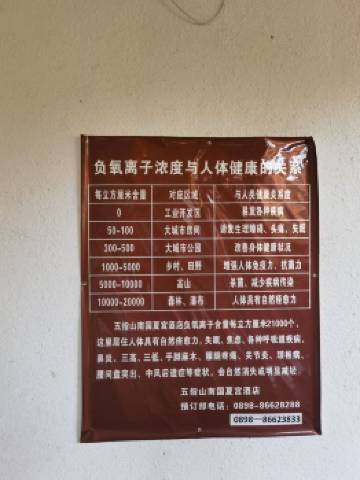 负氧离子浓度与人体健康的关系
每立方厘米含量 对应区域 与人类健康关系度
0 工业开发区 易发各种疾病
50-100 大城市房间 诱发生理障碍、头痛、失眠
300-500 大城市公园 改善身体健康状况
1000-5000 乡村、田野 增强人体免疫力、抗菌力
5000-10000 高山 杀菌、减少疾病传染
10000-20000 森林、瀑布 人体具有自然痊愈力
五指山南国夏宫酒店负氧离子含量每立方厘米21000个，
这里居住人体具有自然痊愈力，失眠、焦虑、各种呼吸道疾病、
鼻炎、三高、三低、手脚麻木、腰腿疼痛、关节炎、颈椎病、
腰间盘突出、中风后遗症等症状，会自然消失或明显减轻。
五指山南国夏宫酒店
预订部电话：0898-86628288
0898-86623833